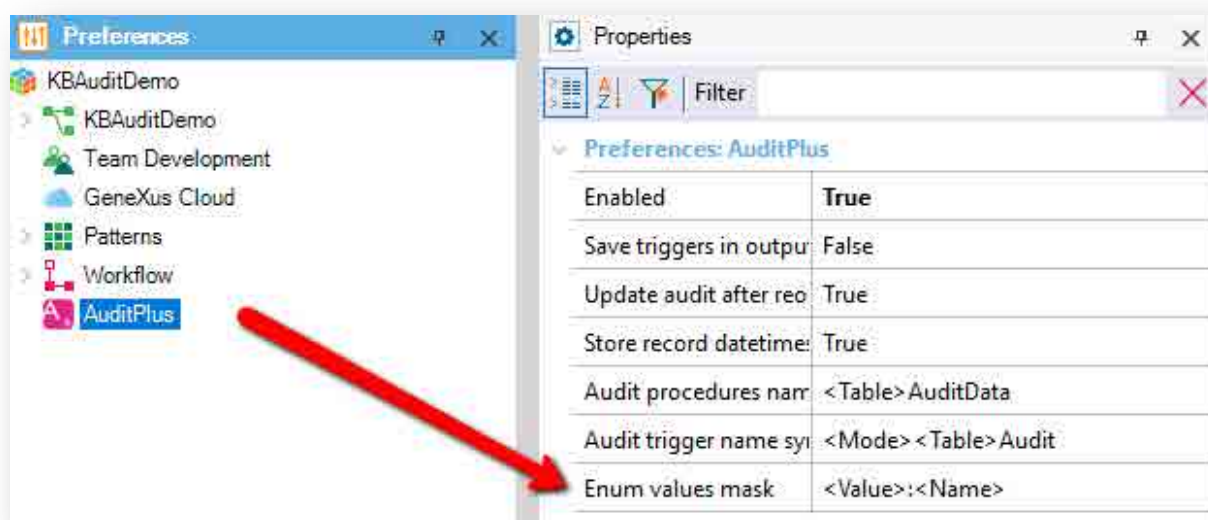 Preferences
KBAuditDemo
KBAuditDemo
Team Development
GeneXus Cloud
Patterns
Workflow
AuditPlus
Properties
Filter
Preferences: AuditPlus
Enabled True
Save triggers in outpu False
Update audit after reo True
Store record datetime True
Audit procedures nam <Table>AuditData
Audit trigger name syn <Mode><Table>Audit
Enum values mask <Value>:<Name>